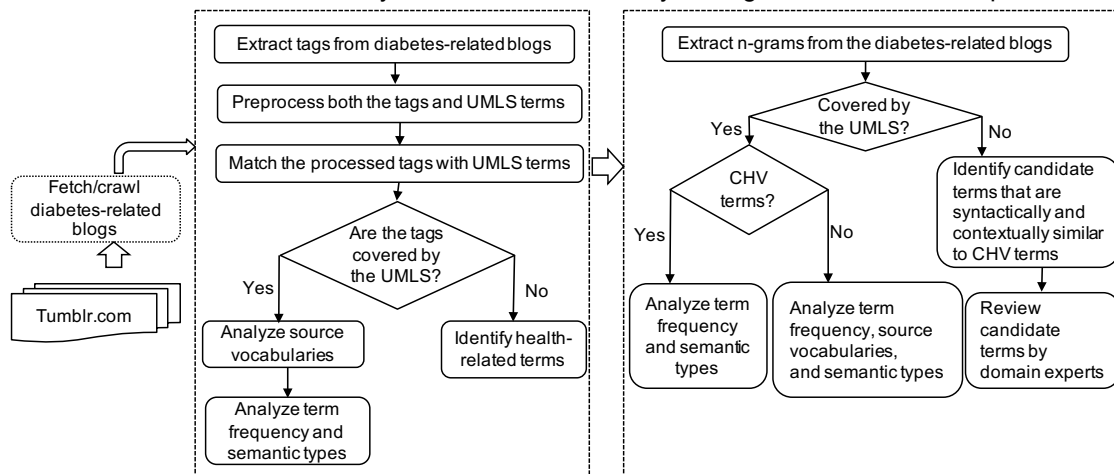 Extract tags from diabetes-related blogs
Preprocess both the tags and UMLS terms
Match the processed tags with UMLS terms
Fetch/crawl
diabetes-related
blogs
Tumblr.com
Are the tags
covered by
the UMLS?
Yes
No
Analyze source
vocabularies
Identify health-
related terms
Analyze term
frequency and
semantic types
Extract n-grams from the diabetes-related blogs
Covered by
the UMLS?
Yes
No
CHV
terms?
Identify candidate
terms that are
syntactically and
contextually similar
to CHV terms
Yes
No
Analyze term
frequency
and semantic
types
Analyze term
frequency, source
vocabularies,
and semantic types
Review
candidate
terms by
domain experts